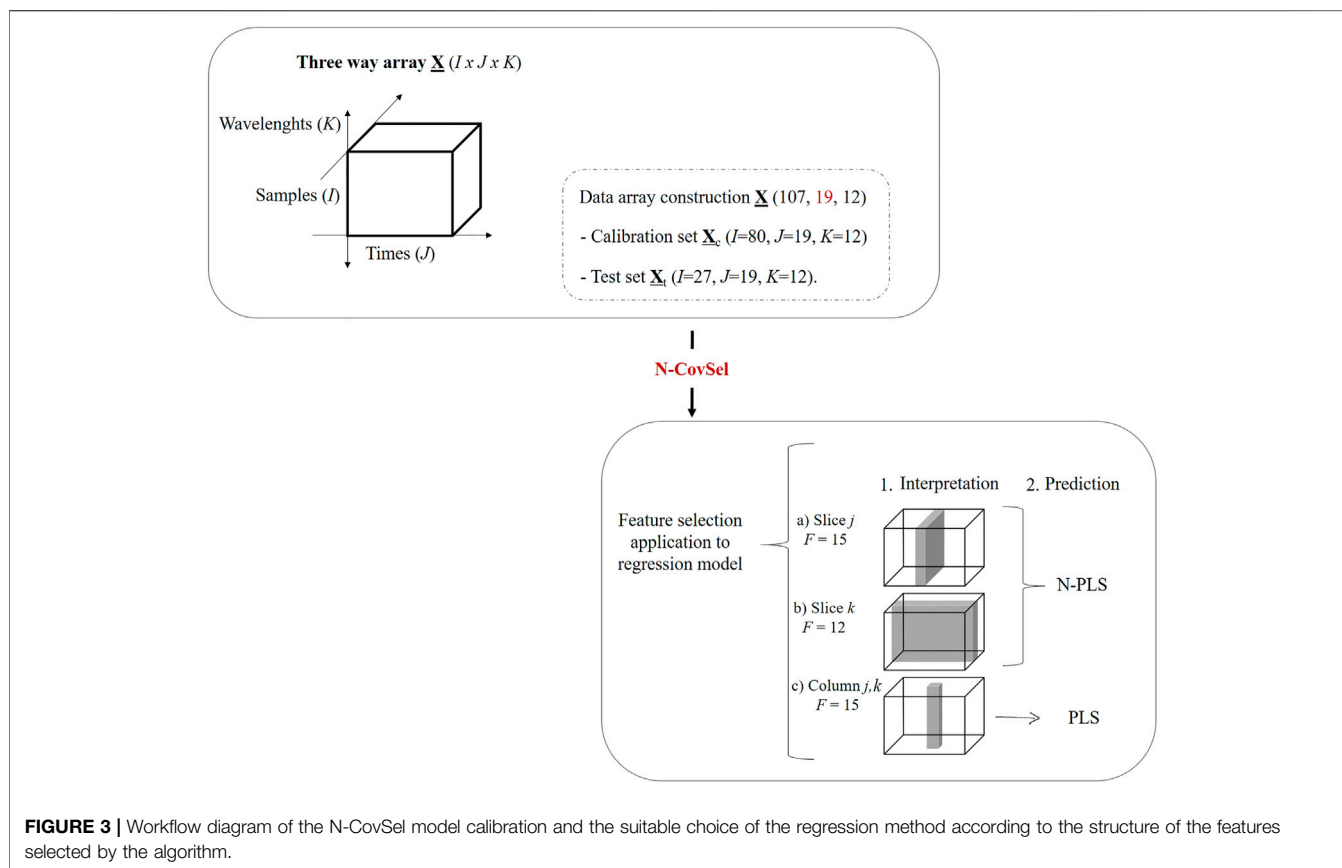 Three way array X (I x J x K)
Wavelenghts (K)
Samples (I)
Times (J)
Data array construction X (107, 19, 12)
- Calibration set Xc (I=80, J=19, K=12)
- Test set Xt (I=27, J=19, K=12).
N-CovSel
Feature selection
application to
regression model
1. Interpretation
2. Prediction
a) Slice j
F = 15
b) Slice k
F = 12
c) Column j,k
F = 15
N-PLS
PLS
FIGURE 3 | Workflow diagram of the N-CovSel model calibration and the suitable choice of the regression method according to the structure of the features
selected by the algorithm.